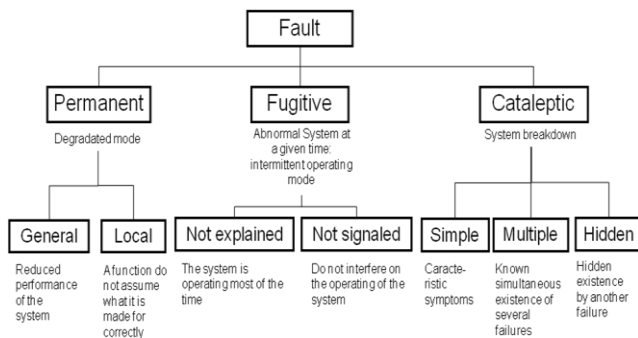 Fault
Permanent
Fugitive
Cataleptic
Degradated mode
Abnormal System at
a given time:
intermittent operating
mode
System breakdown
General
Local
Not explained
Not signaled
Simple
Multiple
Hidden
Reduced
performance
of the
system
A function do
not assume
what it is
made for
correctly
The system is
operating most of the
time
Do not interfere on
the operating of the
system
Caracte-
ristic
symptoms
Known
simultaneous
existence of
several
failures
Hidden
existence
by another
failure